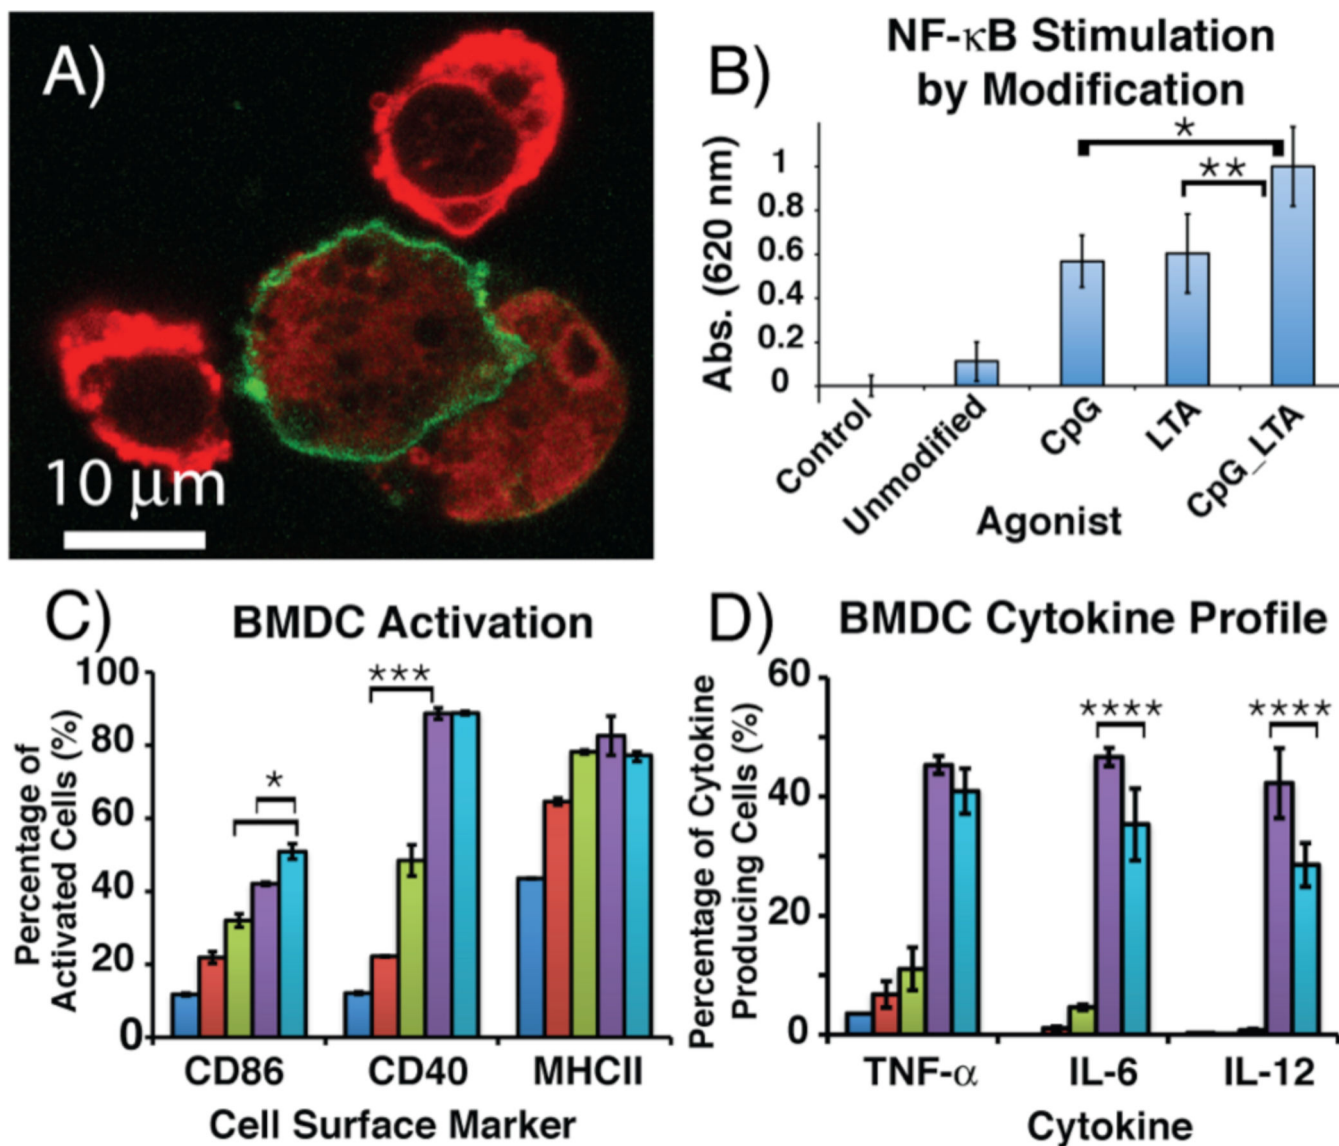 A)
10 μm
B)
NF-κB Stimulation
by Modification
Abs. (620 nm)
1
0.8
0.6
0.4
0.2
0
*
**
Control
Unmodified
CpG
LTA
CpG_LTA
Agonist
C)
BMDC Activation
Percentage of
Activated Cells (%)
100
80
60
40
20
0
*
***
CD86
CD40
MHCII
Cell Surface Marker
D)
BMDC Cytokine Profile
Percentage of Cytokine
Producing Cells (%)
60
40
20
0
****
****
TNF-α
IL-6
IL-12
Cytokine